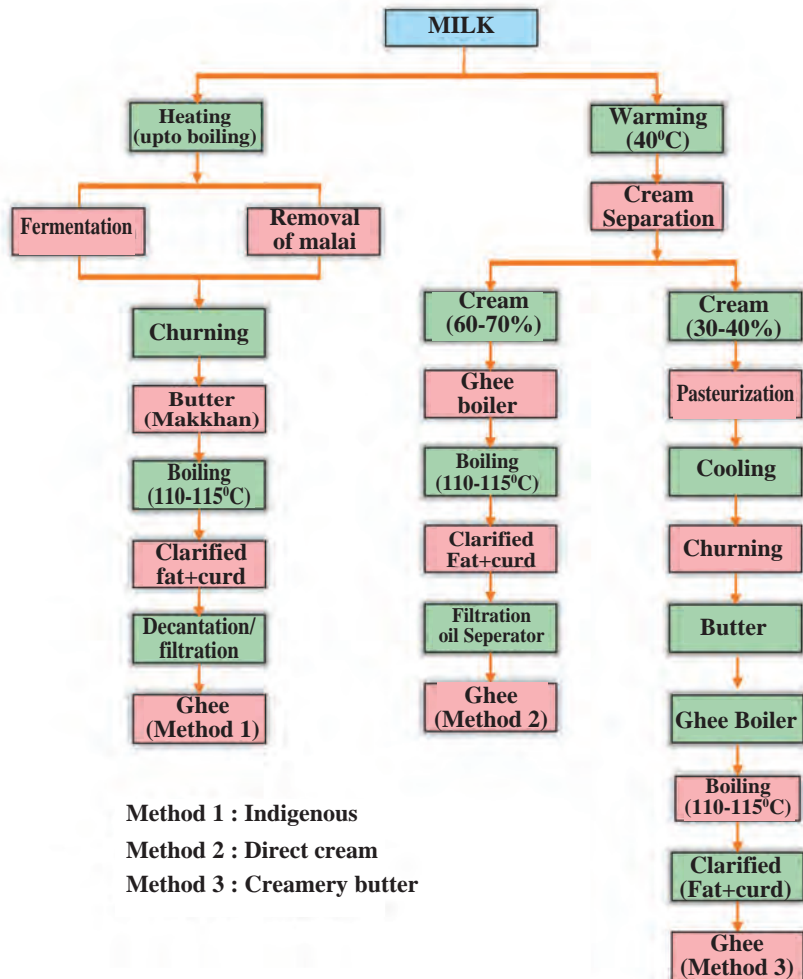 MILK
Heating
(upto boiling)
Fermentation
Removal
of malai
Churning
Butter
(Makkhan)
Boiling
(110-115⁰C)
Clarified
fat+curd
Decantation/
filtration
Ghee
(Method 1)
Warming
(40⁰C)
Cream
Separation
Cream
(60-70%)
Ghee
boiler
Boiling
(110-115⁰C)
Clarified
Fat+curd
Filtration
oil Seperator
Ghee
(Method 2)
Cream
(30-40%)
Pasteurization
Cooling
Churning
Butter
Ghee Boiler
Boiling
(110-115⁰C)
Clarified
(Fat+curd)
Ghee
(Method 3)
Method 1 : Indigenous
Method 2 : Direct cream
Method 3 : Creamery butter